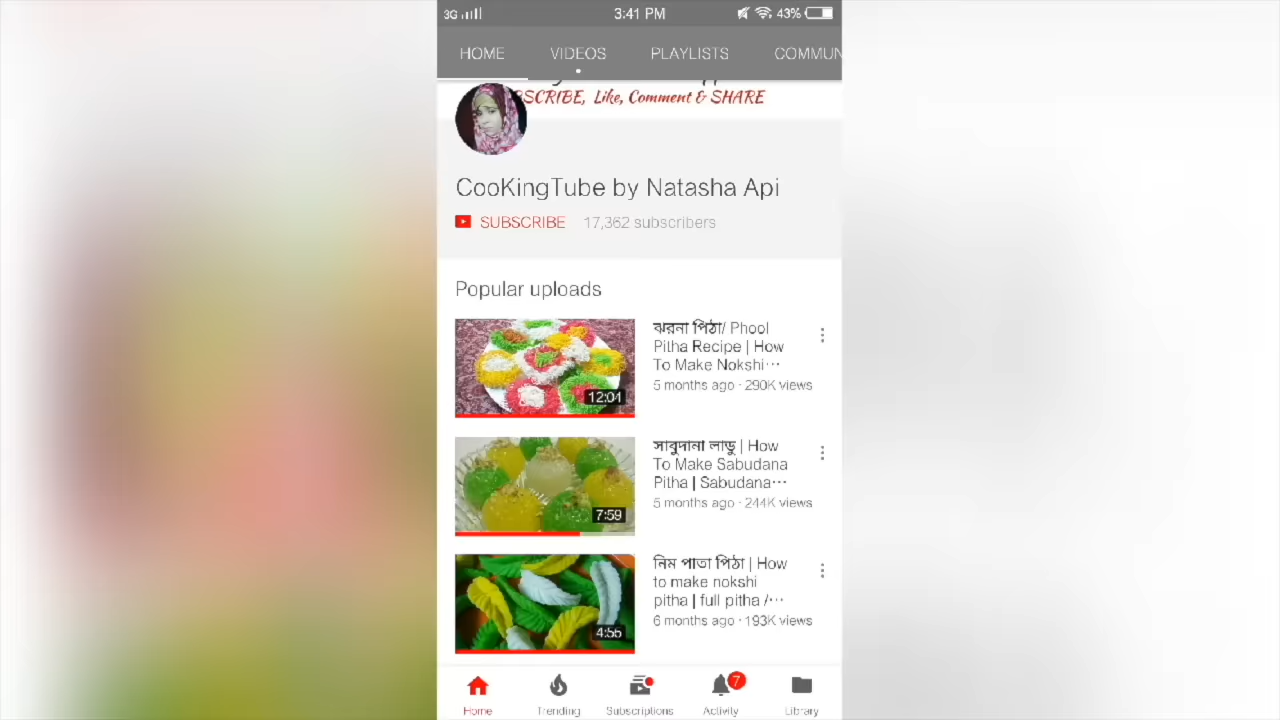 3G 3:41 PM 43%
HOME VIDEOS PLAYLISTS COMMUN
SCRIBE, Like, Comment & SHARE
CooKingTube by Natasha Api
SUBSCRIBE 17,362 subscribers
Popular uploads
ঝরনা পিঠা/ Phool
Pitha Recipe | How
To Make Nokshi...
5 months ago · 290K views
12:04
সাবুদানা লাড্ডু | How
To Make Sabudana
Pitha | Sabudana...
5 months ago · 244K views
7:59
নিম পাতা পিঠা | How
to make nokshi
pitha | full pitha /...
6 months ago · 193K views
4:55
7
Home Trending Subscriptions Activity Library